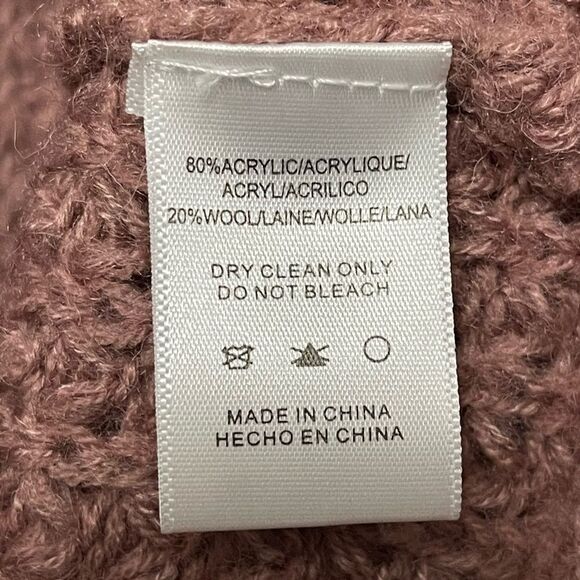 80%ACRYLIC/ACRYLIQUE/
ACRYL/ACRILICO
20%WOOL/LAINE/WOLLE/LANA
DRY CLEAN ONLY
DO NOT BLEACH
MADE IN CHINA
HECHO EN CHINA